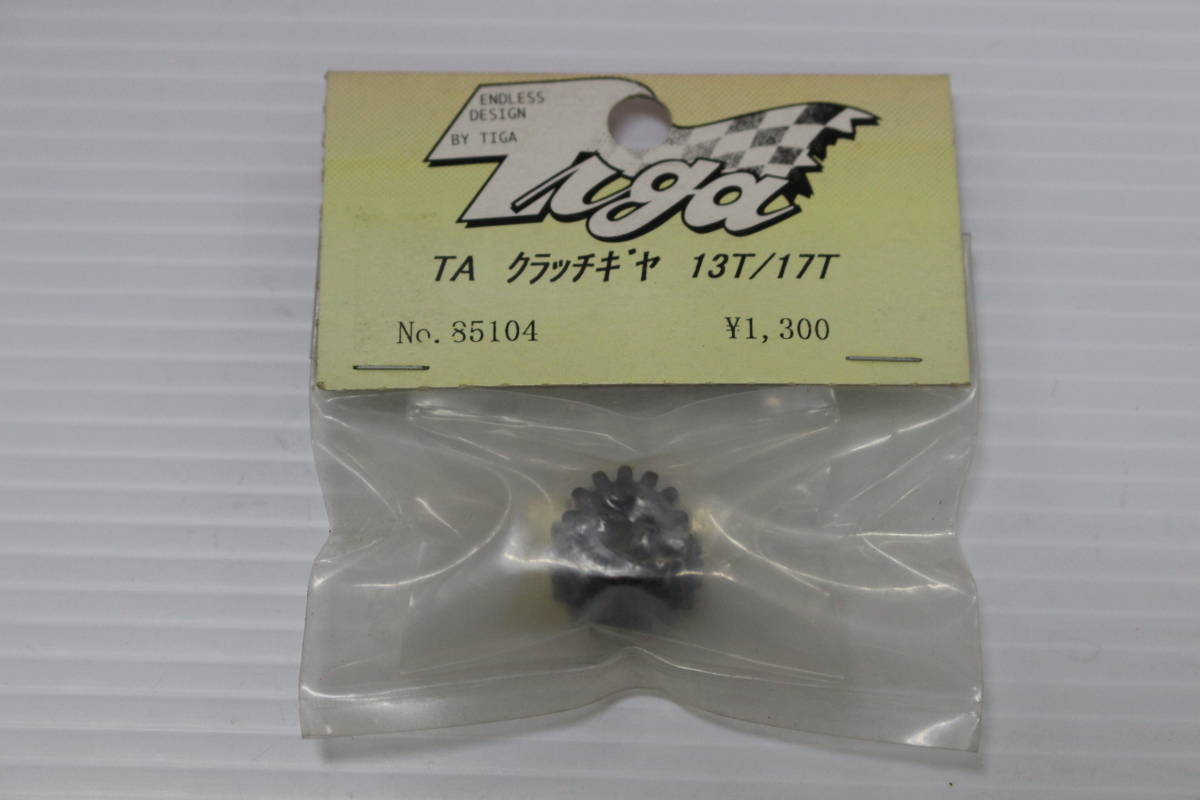 ENDLESS
DESIGN
BY TIGA
Tiga
TA クラッチギヤ 13T/17T
No. 85104 ¥1,300